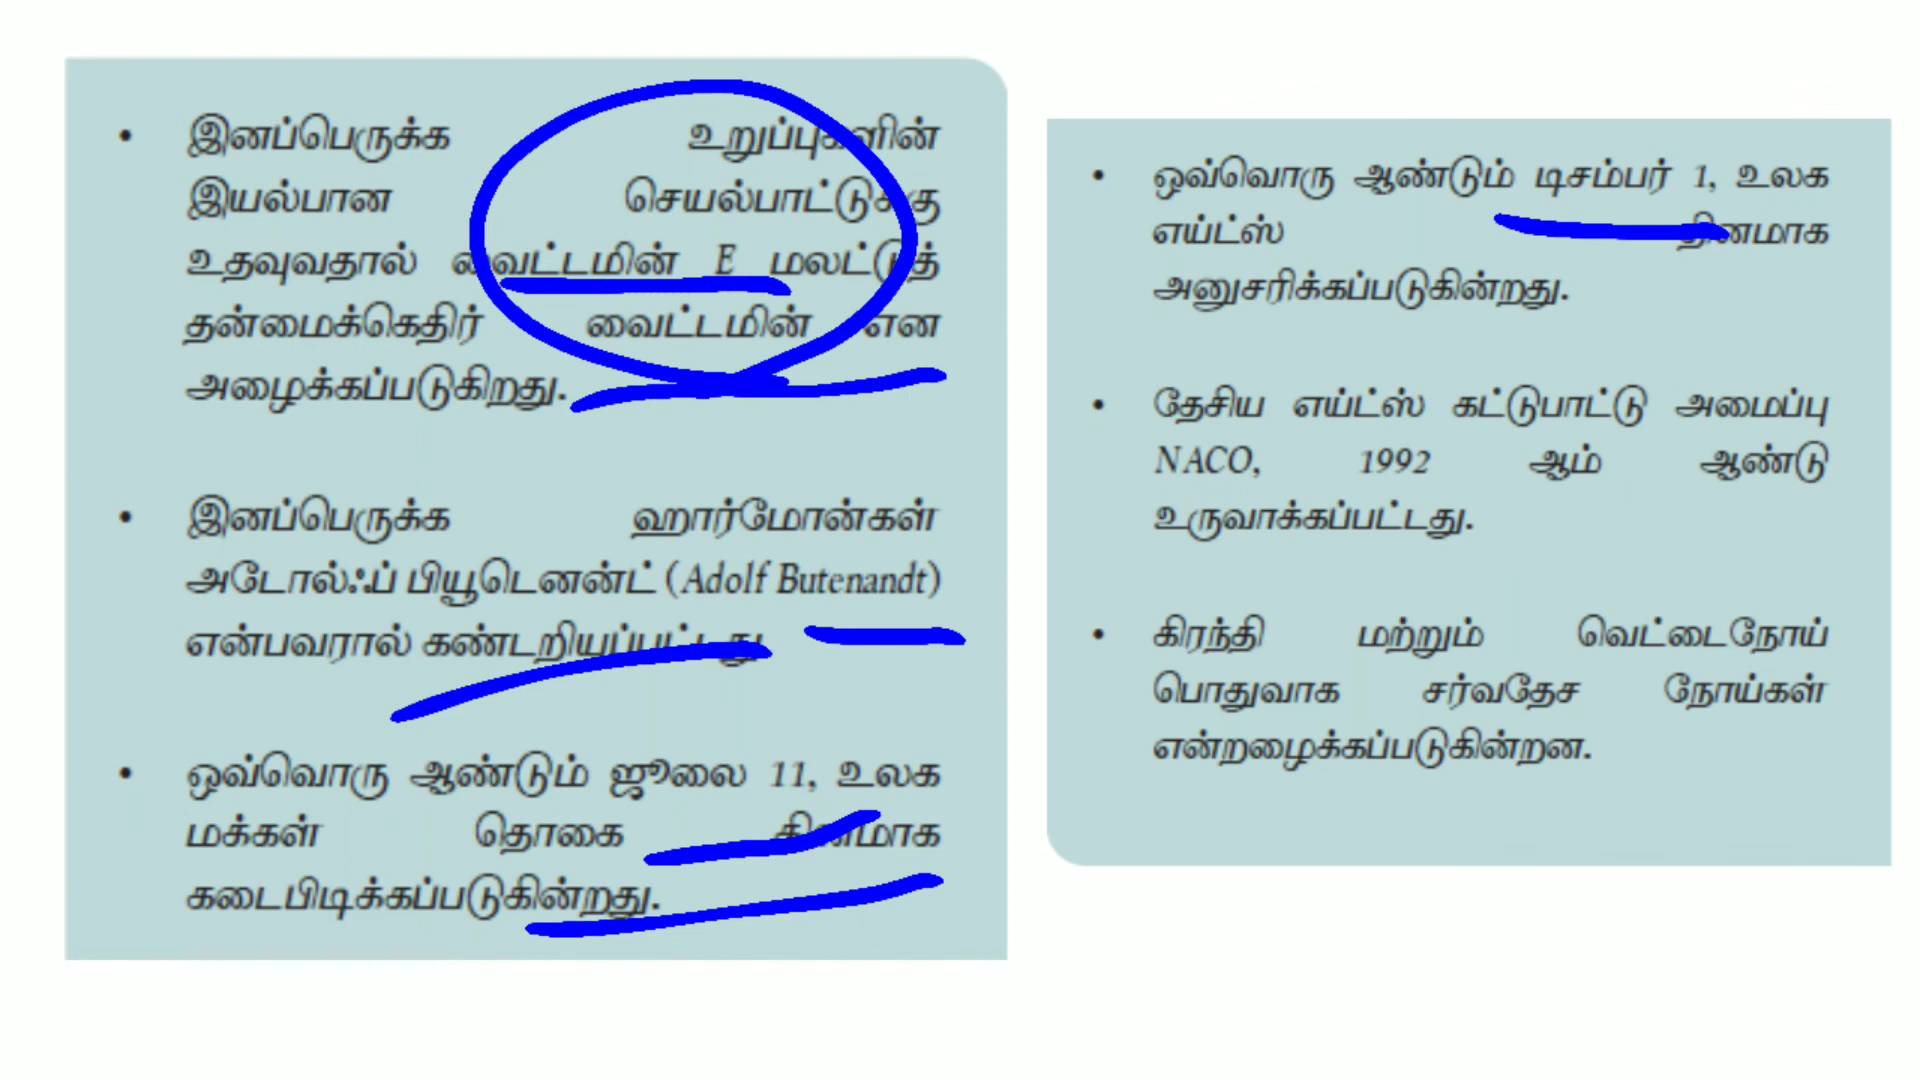 • இனப்பெருக்க உறுப்புகளின்
இயல்பான செயல்பாட்டுக்கு
உதவுவதால் வைட்டமின் E மலட்டுத்
தன்மைக்கெதிர் வைட்டமின் என
அழைக்கப்படுகிறது.
• இனப்பெருக்க ஹார்மோன்கள்
அடோல்ஃப் பியூடெனன்ட் (Adolf Butenandt)
என்பவரால் கண்டறியப்பட்டது.
• ஒவ்வொரு ஆண்டும் ஜூலை 11, உலக
மக்கள் தொகை தினமாக
கடைபிடிக்கப்படுகின்றது.
• ஒவ்வொரு ஆண்டும் டிசம்பர் 1, உலக
எய்ட்ஸ் தினமாக
அனுசரிக்கப்படுகின்றது.
• தேசிய எய்ட்ஸ் கட்டுபாட்டு அமைப்பு
NACO, 1992 ஆம் ஆண்டு
உருவாக்கப்பட்டது.
• கிரந்தி மற்றும் வெட்டைநோய்
பொதுவாக சர்வதேச நோய்கள்
என்றழைக்கப்படுகின்றன.